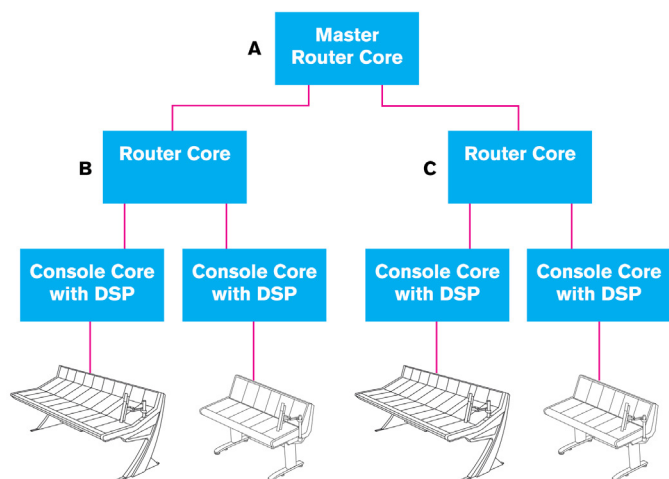 A
Master
Router Core
B
Router Core
C
Router Core
Console Core
with DSP
Console Core
with DSP
Console Core
with DSP
Console Core
with DSP